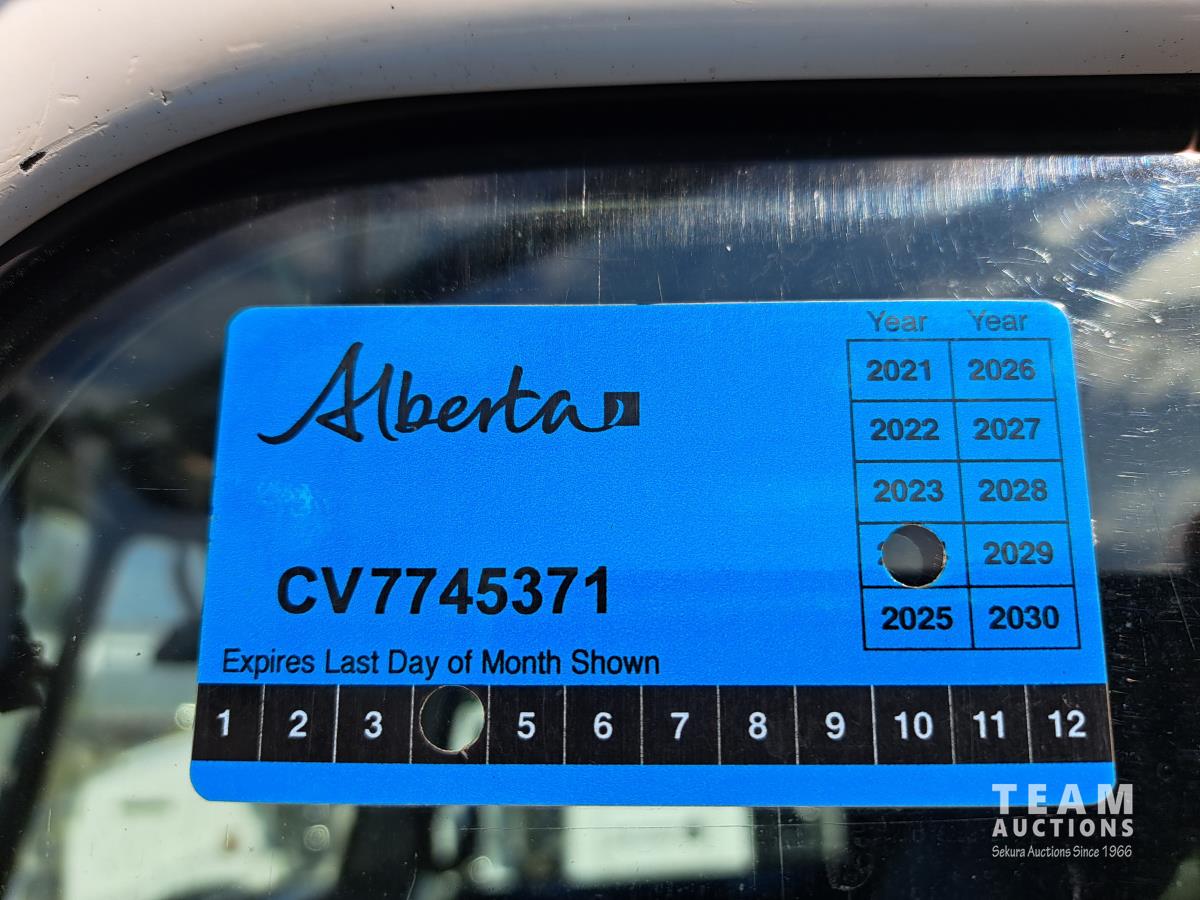 Alberta
Year Year
2021 2026
2022 2027
2023 2028
2029
2025 2030
CV7745371
Expires Last Day of Month Shown
1 2 3 5 6 7 8 9 10 11 12
TEAM
AUCTIONS
Sekura Auctions Since 1966